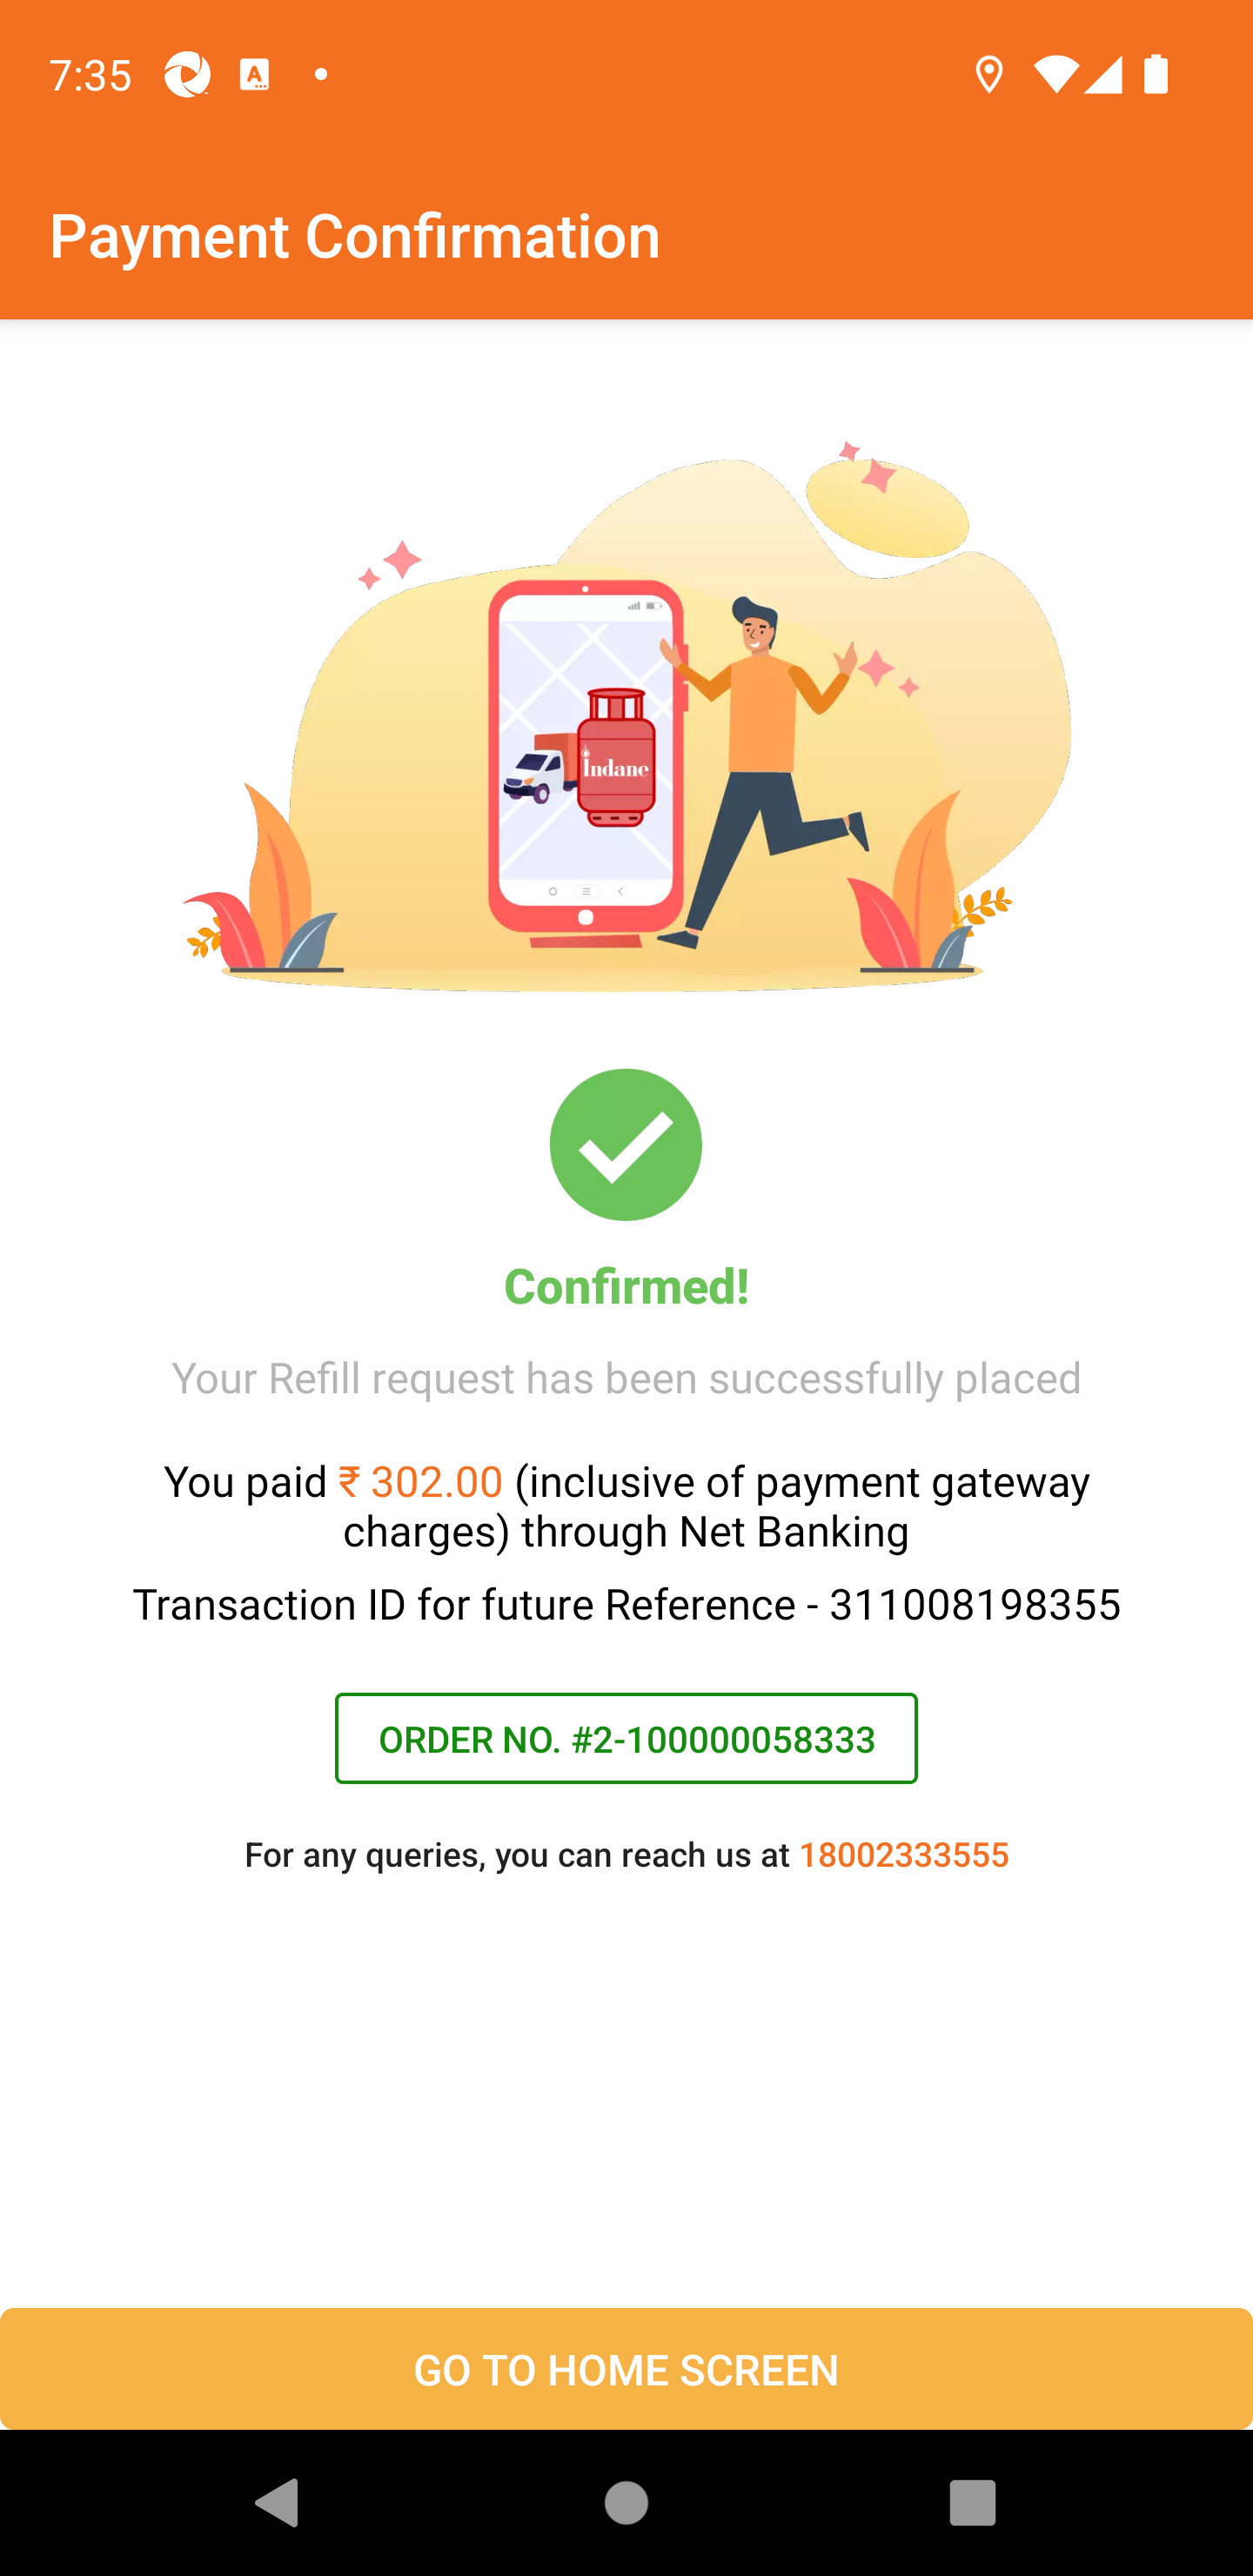 7:35
Payment Confirmation
Indane
Confirmed!
Your Refill request has been successfully placed
You paid ₹ 302.00 (inclusive of payment gateway
charges) through Net Banking
Transaction ID for future Reference - 311008198355
ORDER NO. #2-100000058333
For any queries, you can reach us at 18002333555
GO TO HOME SCREEN